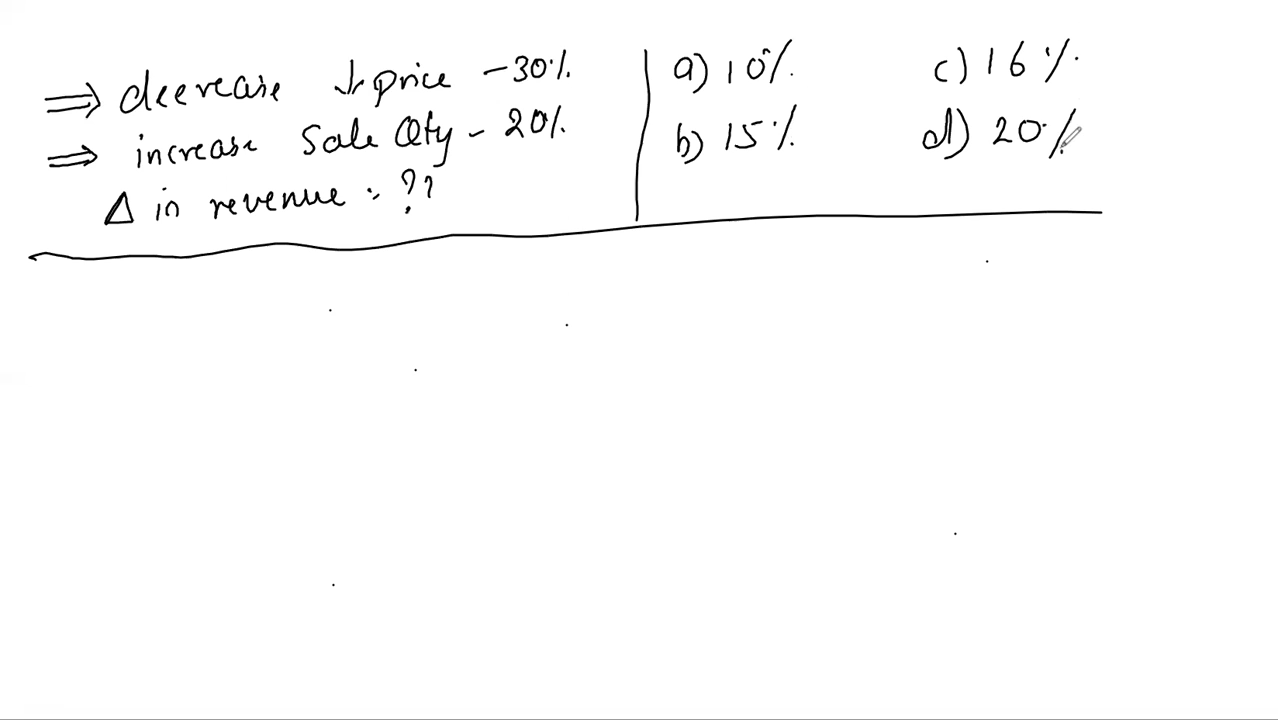 ⇒ decrease ↓ price - 30%
⇒ increase Sale Qty - 20%
Δ in revenue : ??
a) 10%
b) 15%
c) 16%
d) 20%